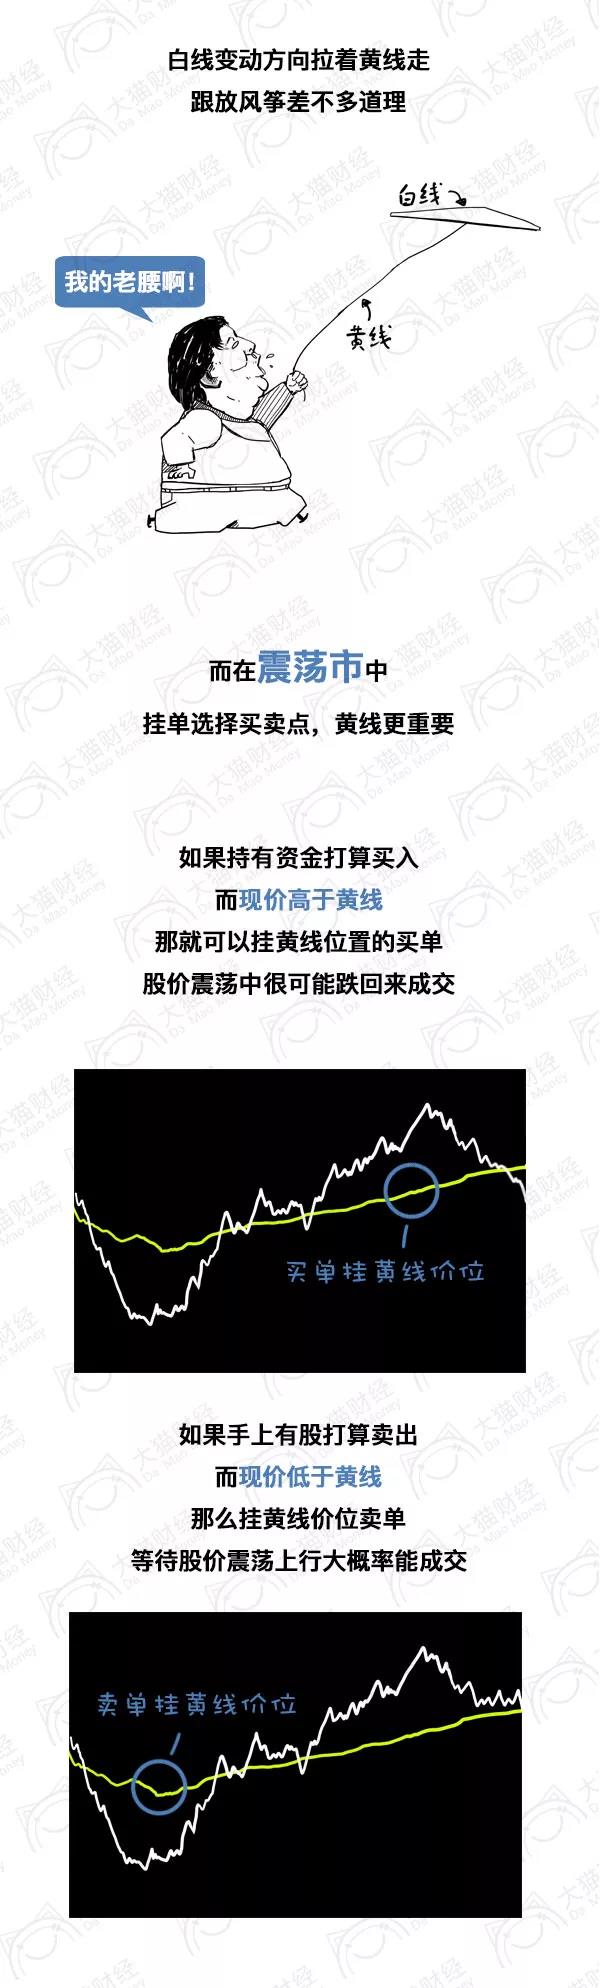 白线变动方向拉着黄线走
跟放风筝差不多道理
白线
我的老腰啊!
黄线
而在震荡市中
挂单选择买卖点，黄线更重要
如果持有资金打算买入
而现价高于黄线
那就可以挂黄线位置的买单
股价震荡中很可能跌回来成交
买单挂黄线价位
如果手上有股打算卖出
而现价低于黄线
那么挂黄线价位卖单
等待股价震荡上行大概率能成交
卖单挂黄线价位
大猫财经
Da Mao Money